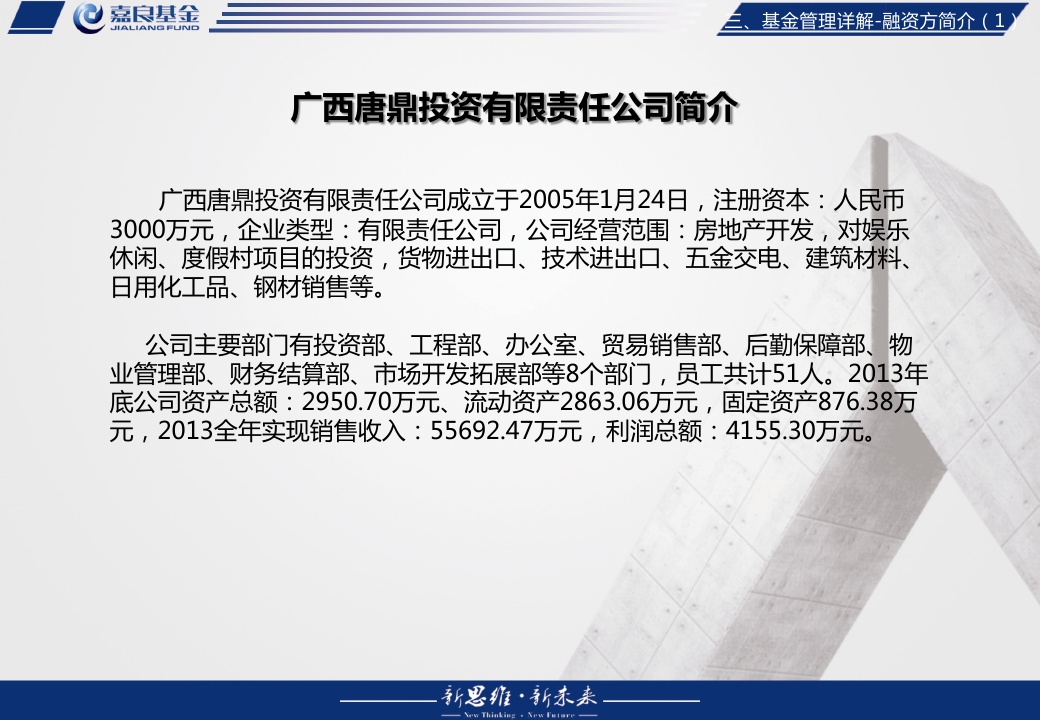 嘉良基金
JIALIANG FUND
三、基金管理详解-融资方简介（1）
广西唐鼎投资有限责任公司简介
广西唐鼎投资有限责任公司成立于2005年1月24日，注册资本：人民币
3000万元，企业类型：有限责任公司，公司经营范围：房地产开发，对娱乐
休闲、度假村项目的投资，货物进出口、技术进出口、五金交电、建筑材料、
日用化工品、钢材销售等。
公司主要部门有投资部、工程部、办公室、贸易销售部、后勤保障部、物
业管理部、财务结算部、市场开发拓展部等8个部门，员工共计51人。2013年
底公司资产总额：2950.70万元、流动资产2863.06万元，固定资产876.38万
元，2013全年实现销售收入：55692.47万元，利润总额：4155.30万元。
新思维·新未来
New Thinking · New Future